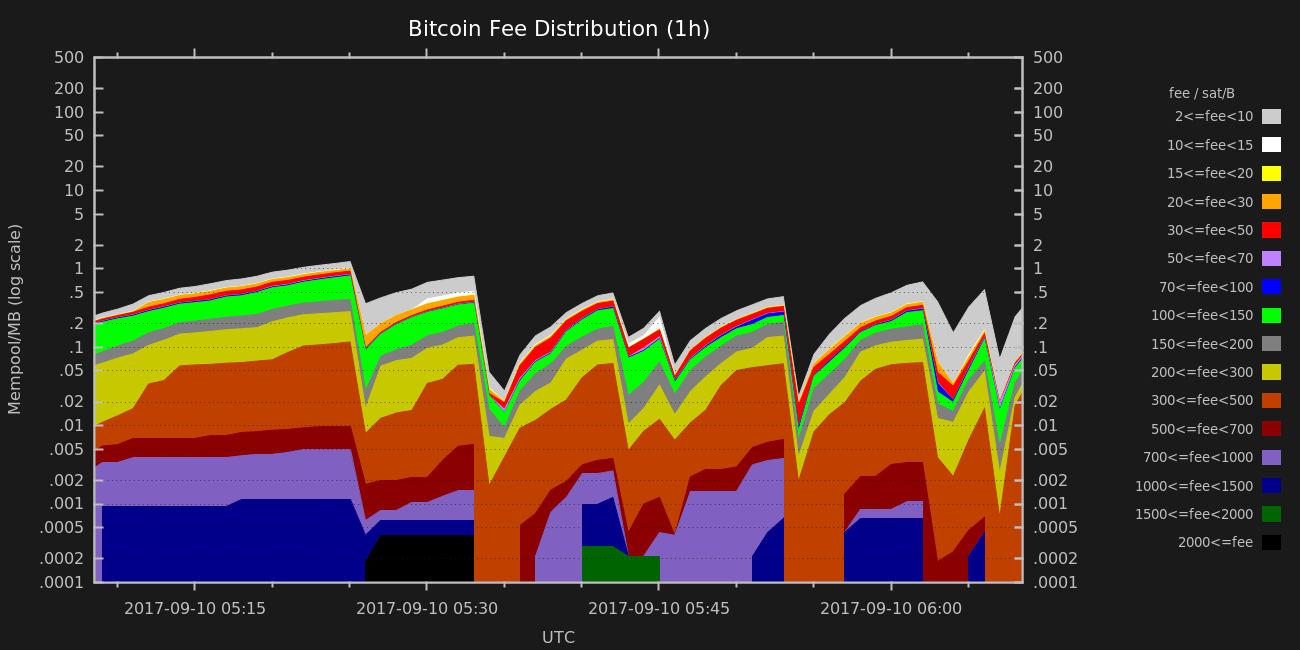 Bitcoin Fee Distribution (1h)
Mempool/MB (log scale)
500
200
100
50
20
10
5
2
1
.5
.2
.1
.05
.02
.01
.005
.002
.001
.0005
.0002
.0001
500
200
100
50
20
10
5
2
1
.5
.2
.1
.05
.02
.01
.005
.002
.001
.0005
.0002
.0001
2017-09-10 05:15
2017-09-10 05:30
2017-09-10 05:45
2017-09-10 06:00
UTC
fee / sat/B
2<=fee<10
10<=fee<15
15<=fee<20
20<=fee<30
30<=fee<50
50<=fee<70
70<=fee<100
100<=fee<150
150<=fee<200
200<=fee<300
300<=fee<500
500<=fee<700
700<=fee<1000
1000<=fee<1500
1500<=fee<2000
2000<=fee